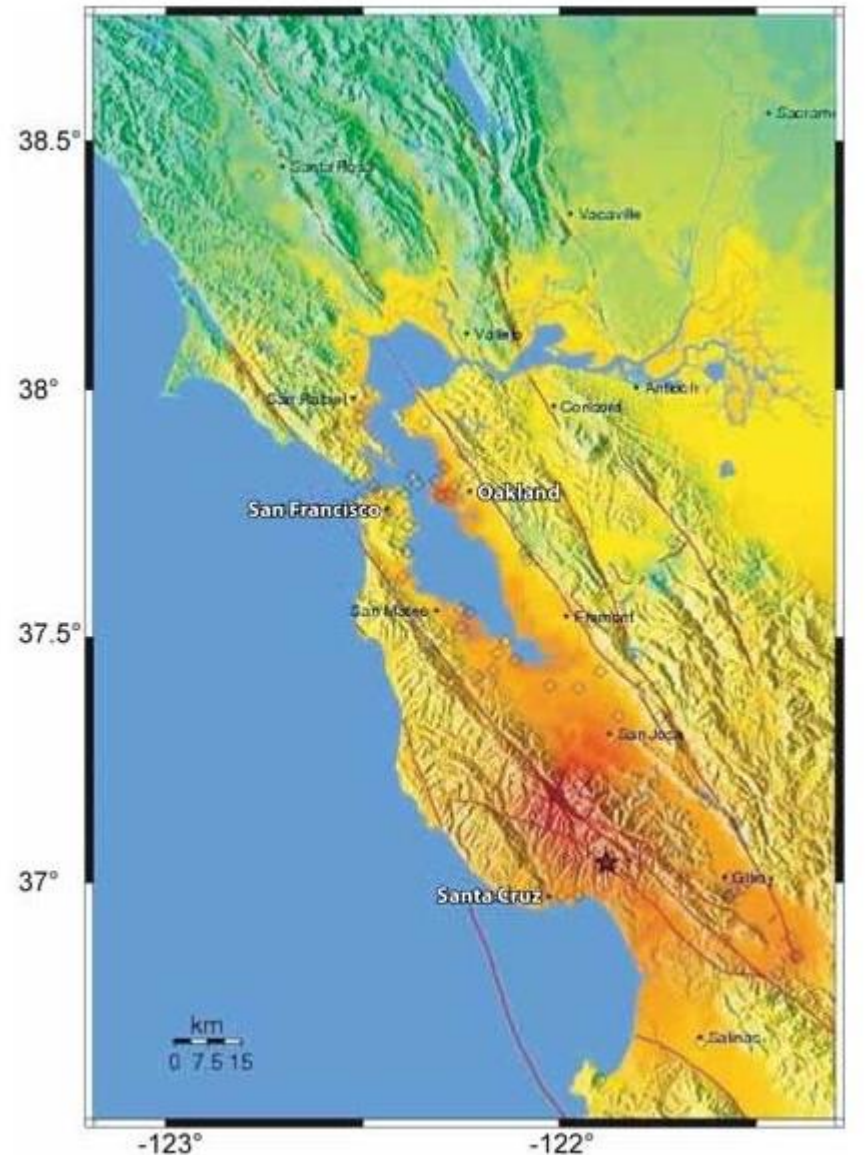 38.5°
Sacram
Santa Rosa
Vacaville
Vallejo
38°
San Rafael
Antioch
Concord
San Francisco
Oakland
37.5°
San Mateo
Fremont
San Jose
37°
Santa Cruz
Salinas
km
0 7.5 15
-123°
-122°